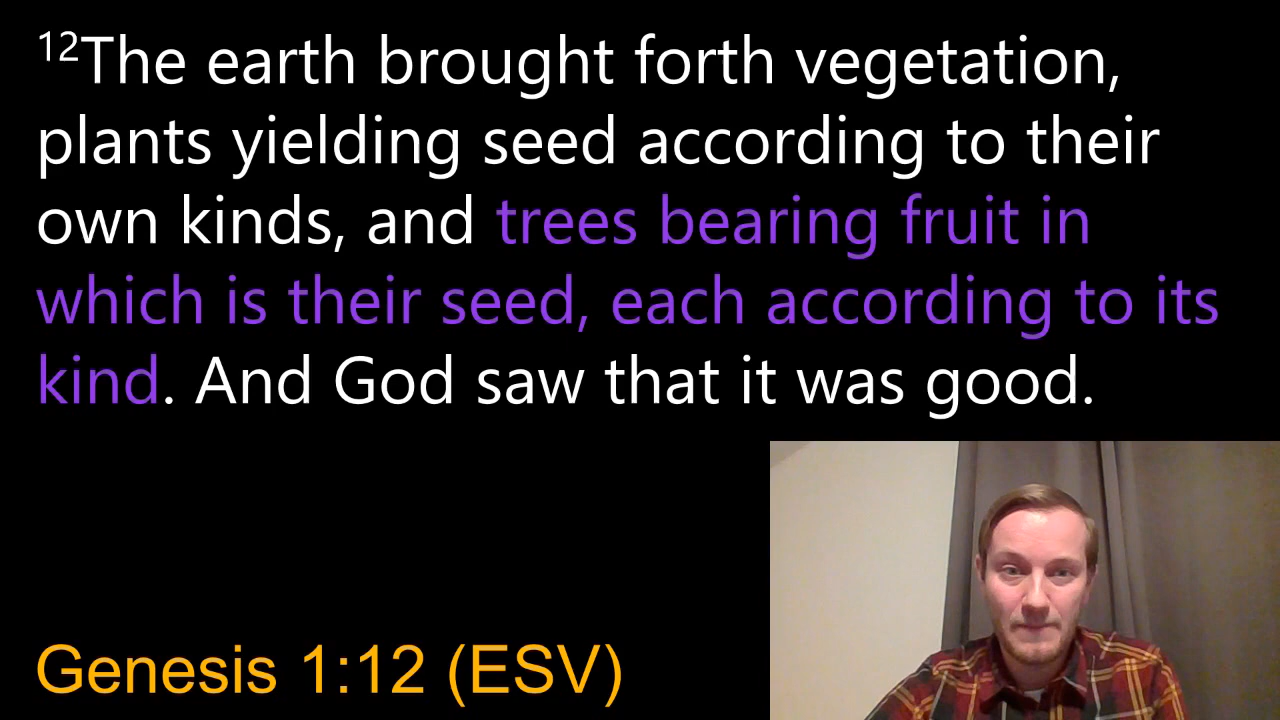 12The earth brought forth vegetation,
plants yielding seed according to their
own kinds, and trees bearing fruit in
which is their seed, each according to its
kind. And God saw that it was good.
Genesis 1:12 (ESV)